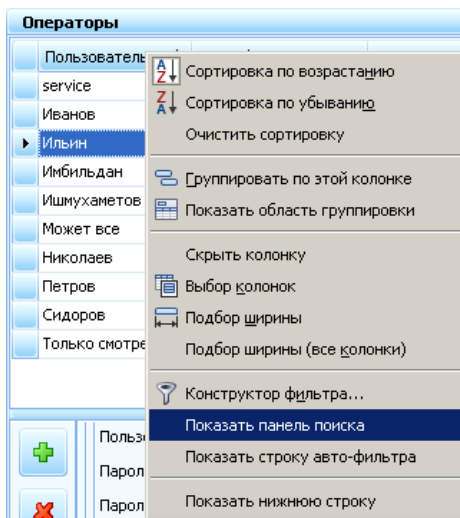 Операторы
Пользователь
service
Иванов
Ильин
Имбильдан
Ишмухаметов
Может все
Николаев
Петров
Сидоров
Только смотре
Сортировка по возрастанию
Сортировка по убыванию
Очистить сортировку
Группировать по этой колонке
Показать область группировки
Скрыть колонку
Выбор колонок
Подбор ширины
Подбор ширины (все колонки)
Конструктор фильтра...
Показать панель поиска
Показать строку авто-фильтра
Показать нижнюю строку
Польз
Парол
Парол